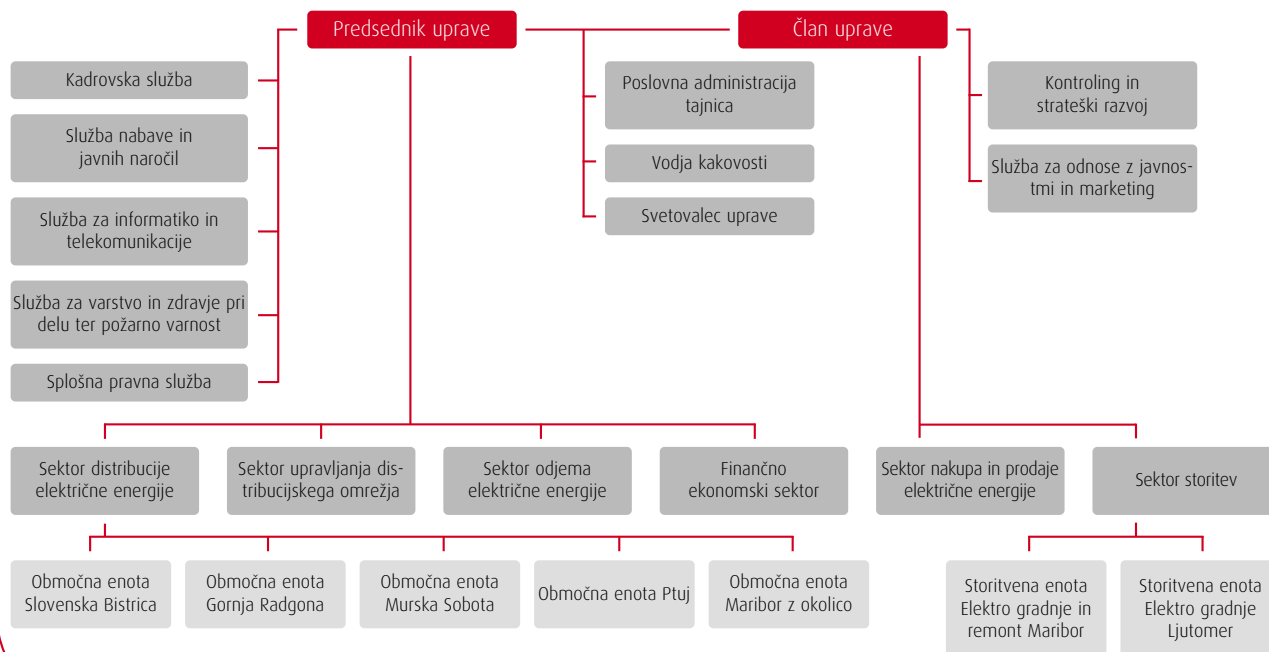 Predsednik uprave
Član uprave
Kadrovska služba
Služba nabave in
javnih naročil
Služba za informatiko in
telekomunikacije
Služba za varstvo in zdravje pri
delu ter požarno varnost
Splošna pravna služba
Poslovna administracija
tajnica
Vodja kakovosti
Svetovalec uprave
Kontroling in
strateški razvoj
Služba za odnose z javnos-
tmi in marketing
Sektor distribucije
električne energije
Sektor upravljanja dis-
tribucijskega omrežja
Sektor odjema
električne energije
Finančno
ekonomski sektor
Sektor nakupa in prodaje
električne energije
Sektor storitev
Območna enota
Slovenska Bistrica
Območna enota
Gornja Radgona
Območna enota
Murska Sobota
Območna enota Ptuj
Območna enota
Maribor z okolico
Storitvena enota
Elektro gradnje in
remont Maribor
Storitvena enota
Elektro gradnje
Ljutomer